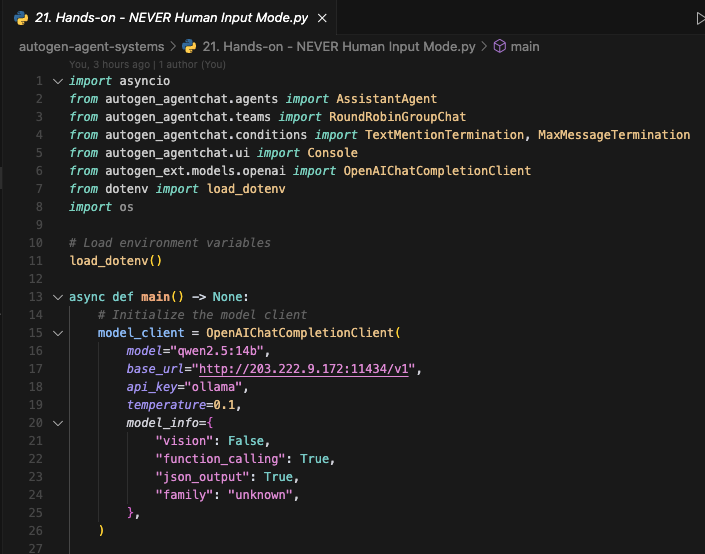 21. Hands-on - NEVER Human Input Mode.py ×
autogen-agent-systems > 21. Hands-on - NEVER Human Input Mode.py > main
You, 3 hours ago | 1 author (You)
1 import asyncio
2 from autogen_agentchat.agents import AssistantAgent
3 from autogen_agentchat.teams import RoundRobinGroupChat
4 from autogen_agentchat.conditions import TextMentionTermination, MaxMessageTermination
5 from autogen_agentchat.ui import Console
6 from autogen_ext.models.openai import OpenAIChatCompletionClient
7 from dotenv import load_dotenv
8 import os
9
10 # Load environment variables
11 load_dotenv()
12
13 async def main() -> None:
14     # Initialize the model client
15     model_client = OpenAIChatCompletionClient(
16         model="qwen2.5:14b",
17         base_url="http://203.222.9.172:11434/v1",
18         api_key="ollama",
19         temperature=0.1,
20         model_info={
21             "vision": False,
22             "function_calling": True,
23             "json_output": True,
24             "family": "unknown",
25         },
26     )
27